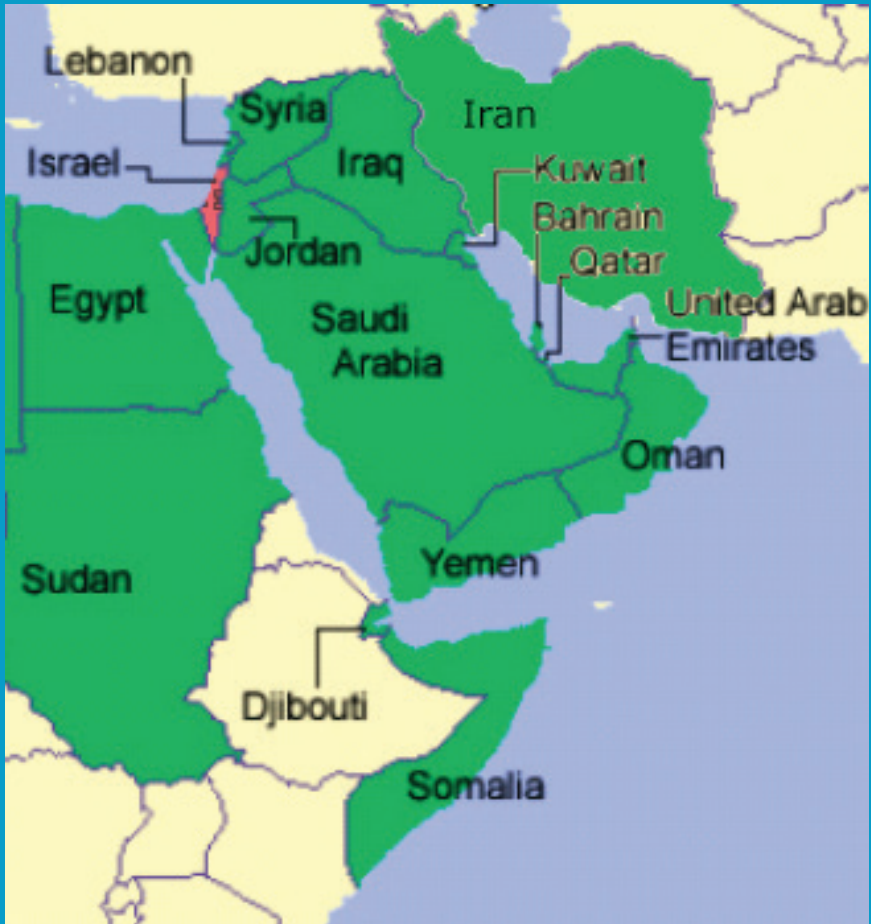 Lebanon
Syria
Iran
Israel
Iraq
Kuwait
Bahrain
Jordan
Qatar
Egypt
Saudi
Arabia
United Arab
Emirates
Oman
Yemen
Sudan
Djibouti
Somalia